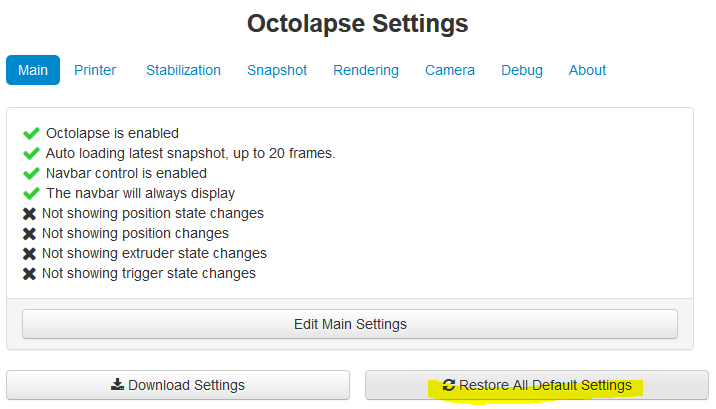 Octolapse Settings
Main Printer Stabilization Snapshot Rendering Camera Debug About
Octolapse is enabled
Auto loading latest snapshot, up to 20 frames.
Navbar control is enabled
The navbar will always display
Not showing position state changes
Not showing position changes
Not showing extruder state changes
Not showing trigger state changes
Edit Main Settings
Download Settings Restore All Default Settings